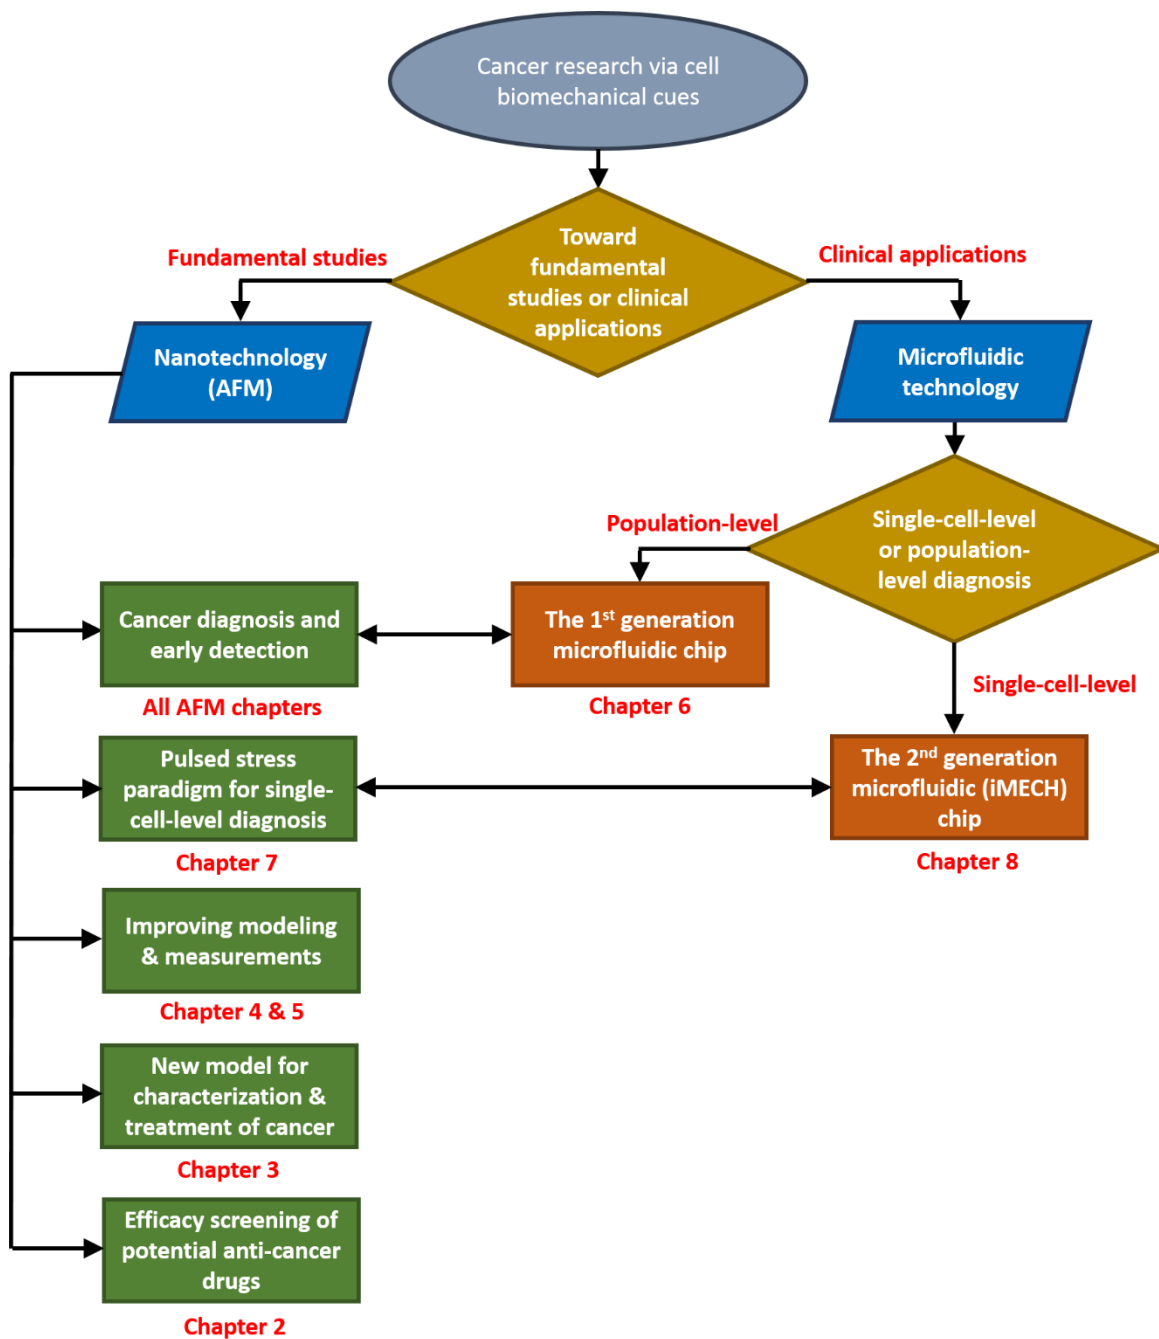 Cancer research via cell
biomechanical cues
Toward
fundamental
studies or clinical
applications
Fundamental studies
Clinical applications
Nanotechnology
(AFM)
Microfluidic
technology
Single-cell-level
or population-
level diagnosis
Population-level
Single-cell-level
Cancer diagnosis and
early detection
All AFM chapters
The 1st generation
microfluidic chip
Chapter 6
Pulsed stress
paradigm for single-
cell-level diagnosis
Chapter 7
The 2nd generation
microfluidic (iMECH)
chip
Chapter 8
Improving modeling
& measurements
Chapter 4 & 5
New model for
characterization &
treatment of cancer
Chapter 3
Efficacy screening of
potential anti-cancer
drugs
Chapter 2